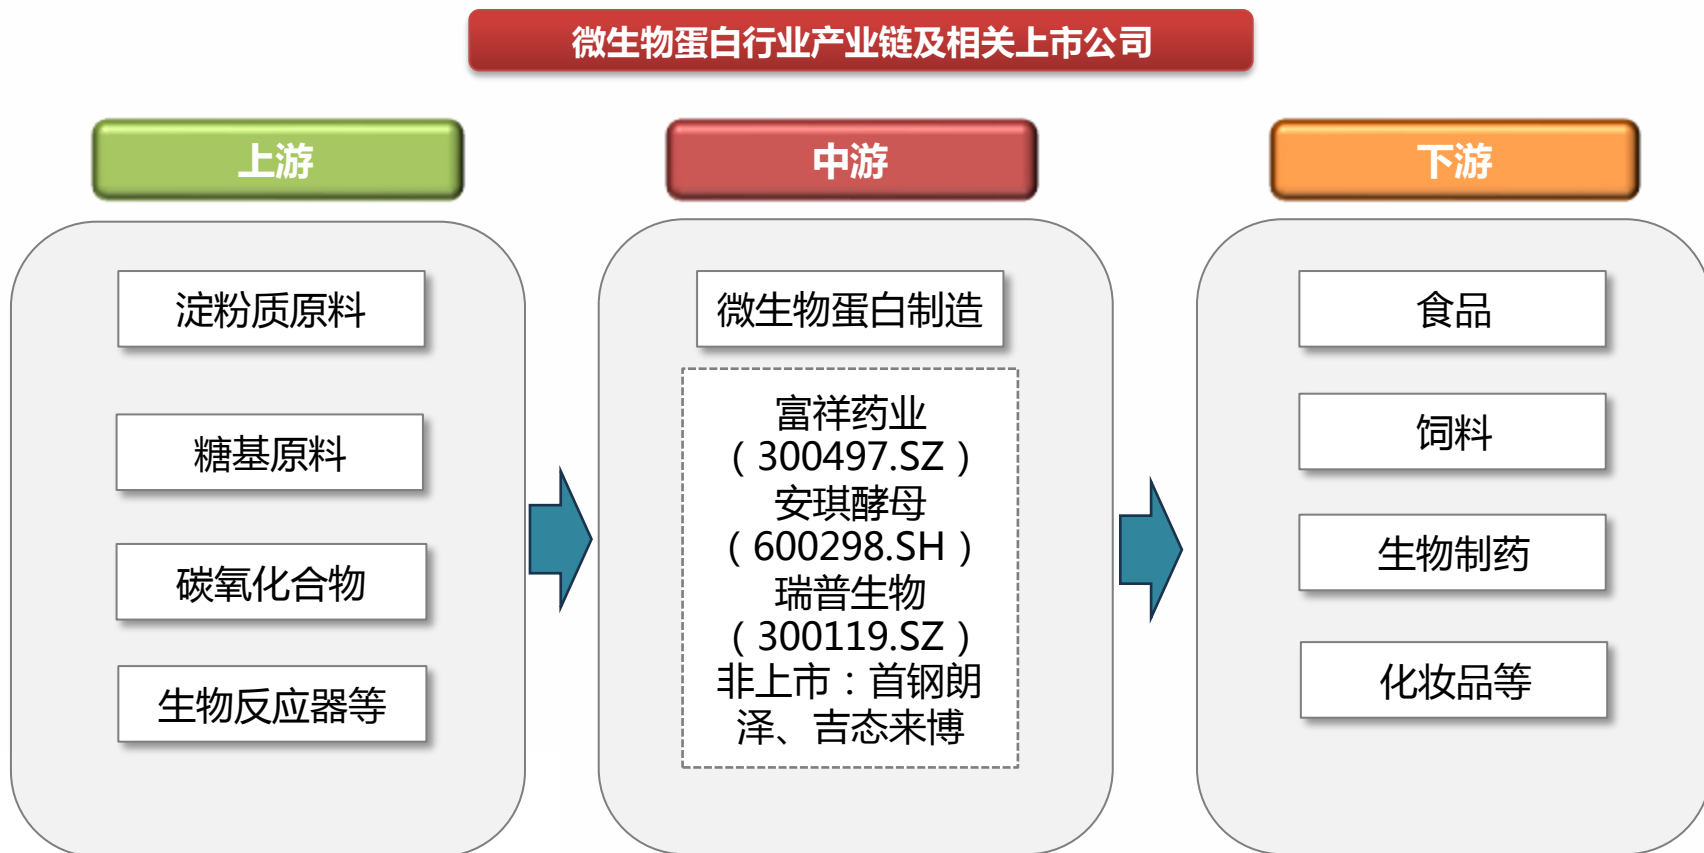 微生物蛋白行业产业链及相关上市公司
上游
淀粉质原料
糖基原料
碳氧化合物
生物反应器等
中游
微生物蛋白制造
富祥药业
（300497.SZ）
安琪酵母
（600298.SH）
瑞普生物
（300119.SZ）
非上市：首钢朗
泽、吉态来博
下游
食品
饲料
生物制药
化妆品等